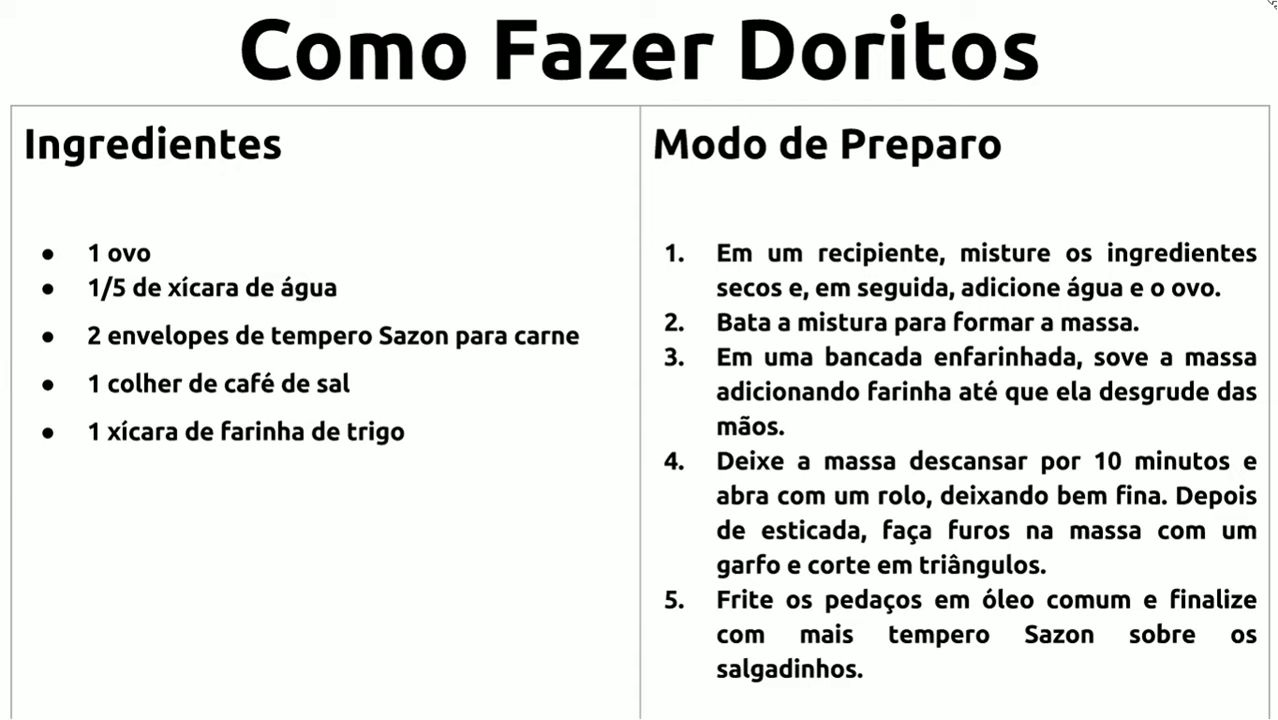 Como Fazer Doritos
Ingredientes
● 1 ovo
● 1/5 de xícara de água
● 2 envelopes de tempero Sazon para carne
● 1 colher de café de sal
● 1 xícara de farinha de trigo
Modo de Preparo
1. Em um recipiente, misture os ingredientes
secos e, em seguida, adicione água e o ovo.
2. Bata a mistura para formar a massa.
3. Em uma bancada enfarinhada, sove a massa
adicionando farinha até que ela desgrude das
mãos.
4. Deixe a massa descansar por 10 minutos e
abra com um rolo, deixando bem fina. Depois
de esticada, faça furos na massa com um
garfo e corte em triângulos.
5. Frite os pedaços em óleo comum e finalize
com mais tempero Sazon sobre os
salgadinhos.